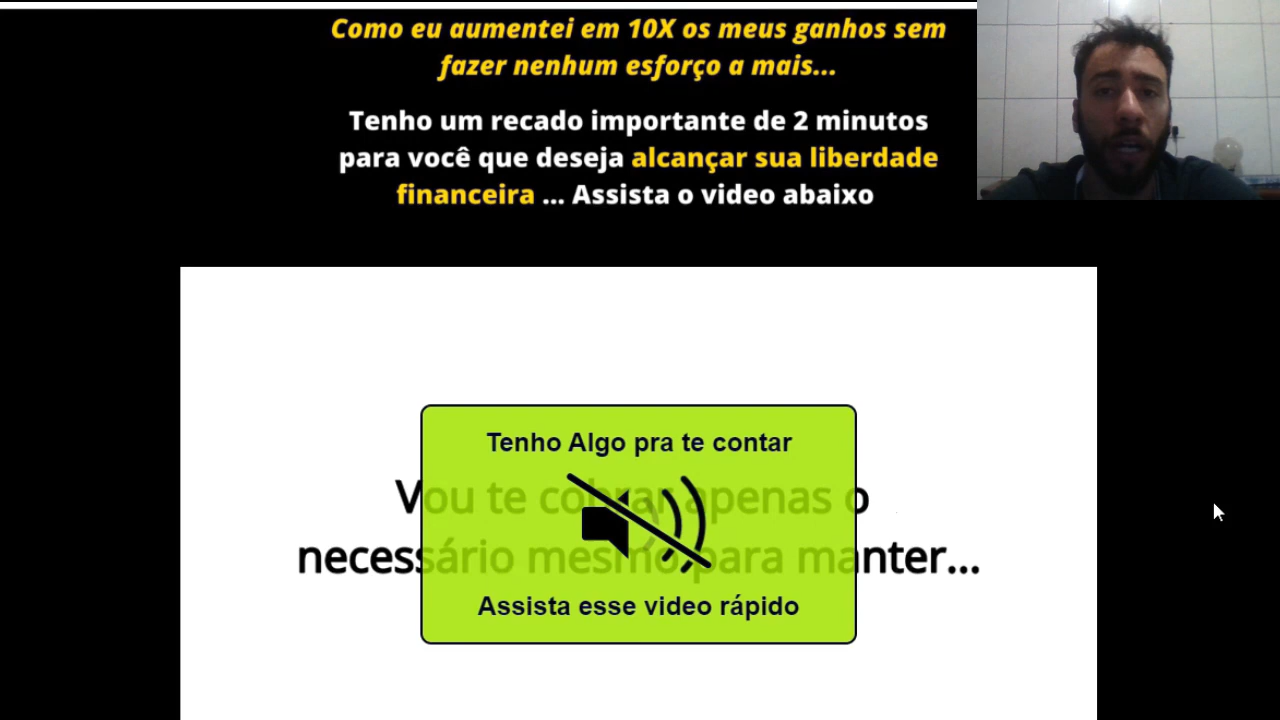 Como eu aumentei em 10X os meus ganhos sem
fazer nenhum esforço a mais...
Tenho um recado importante de 2 minutos
para você que deseja alcançar sua liberdade
financeira ... Assista o video abaixo
Tenho Algo pra te contar
Vou te cobrar apenas o
necessário mesmo para manter...
Assista esse video rápido